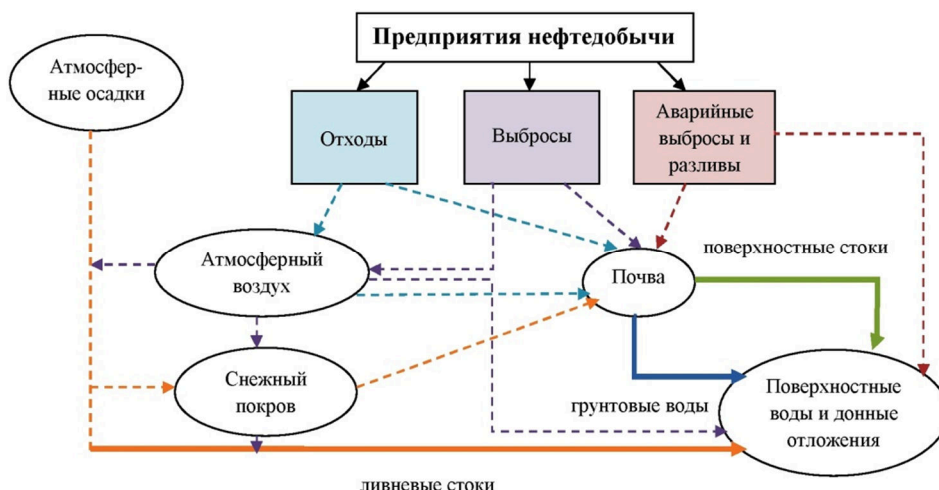 Предприятия нефтедобычи
Атмосфер-
ные осадки
Отходы
Выбросы
Аварийные
выбросы и
разливы
Атмосферный
воздух
Почва
поверхностные стоки
Снежный
покров
грунтовые воды
Поверхностные
воды и донные
отложения
ливневые стоки